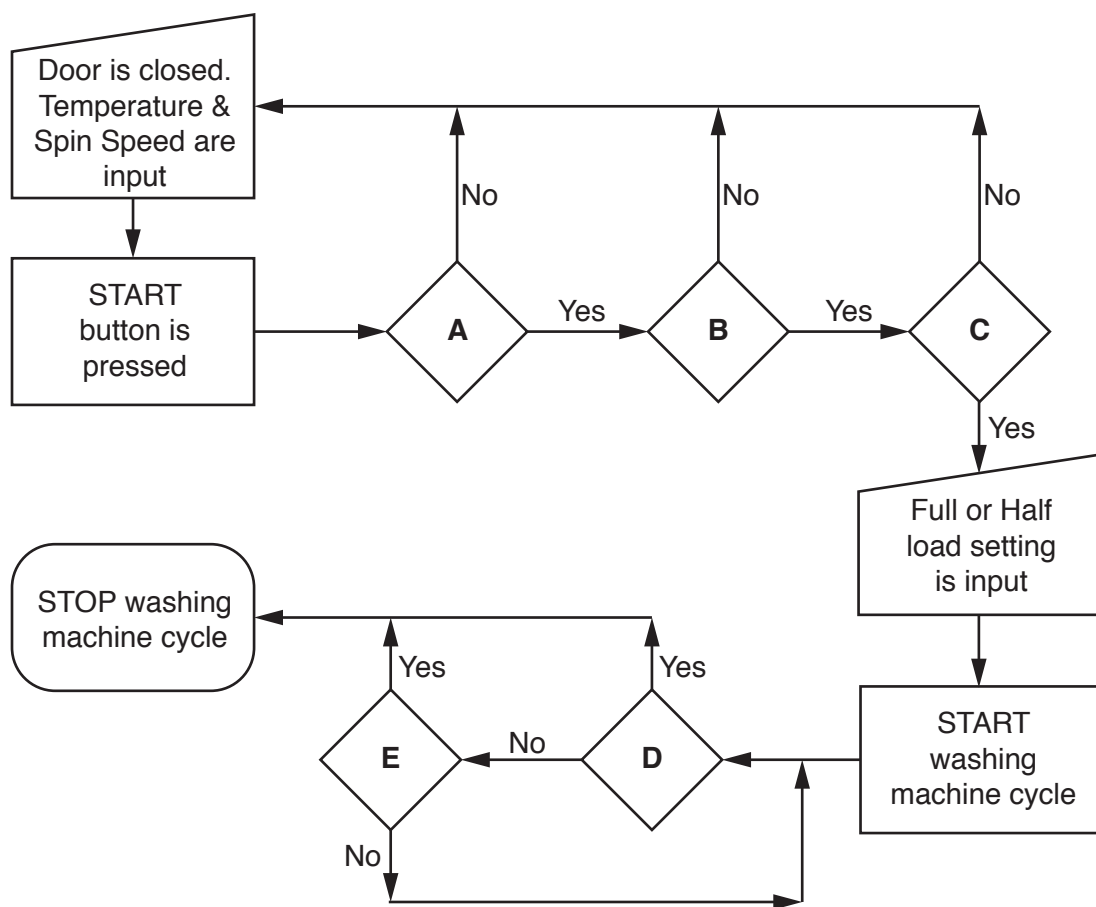 Door is closed.
Temperature &
Spin Speed are
input
No
No
No
START
button is
pressed
A
Yes
B
Yes
C
Yes
Full or Half
load setting
is input
STOP washing
machine cycle
Yes
Yes
E
No
D
START
washing
machine cycle
No